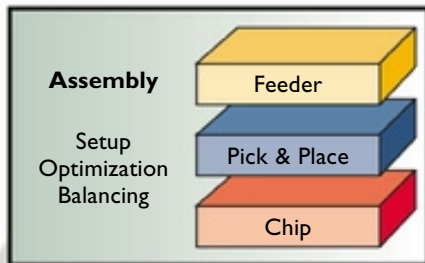 Assembly
Setup
Optimization
Balancing
Feeder
Pick & Place
Chip